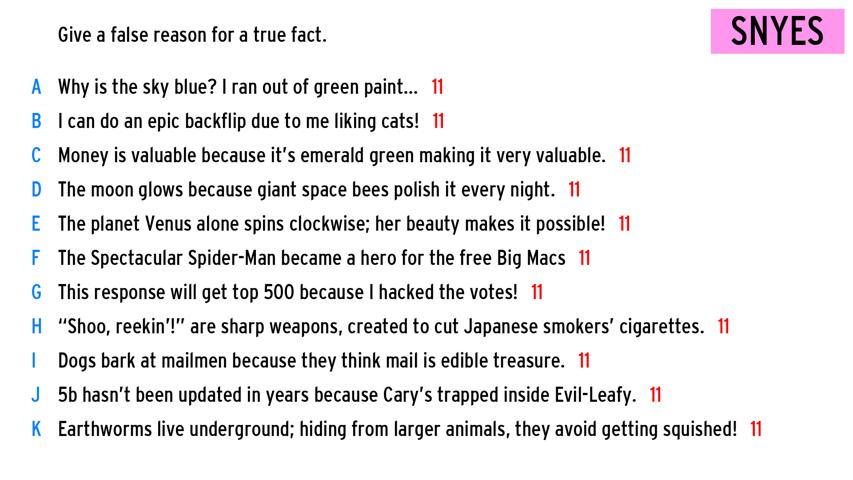 Give a false reason for a true fact.
SNYES
A Why is the sky blue? I ran out of green paint... 11
B I can do an epic backflip due to me liking cats! 11
C Money is valuable because it's emerald green making it very valuable. 11
D The moon glows because giant space bees polish it every night. 11
E The planet Venus alone spins clockwise; her beauty makes it possible! 11
F The Spectacular Spider-Man became a hero for the free Big Macs 11
G This response will get top 500 because I hacked the votes! 11
H “Shoo, reekin'!” are sharp weapons, created to cut Japanese smokers' cigarettes. 11
I Dogs bark at mailmen because they think mail is edible treasure. 11
J 5b hasn't been updated in years because Cary's trapped inside Evil-Leafy. 11
K Earthworms live underground; hiding from larger animals, they avoid getting squished! 11